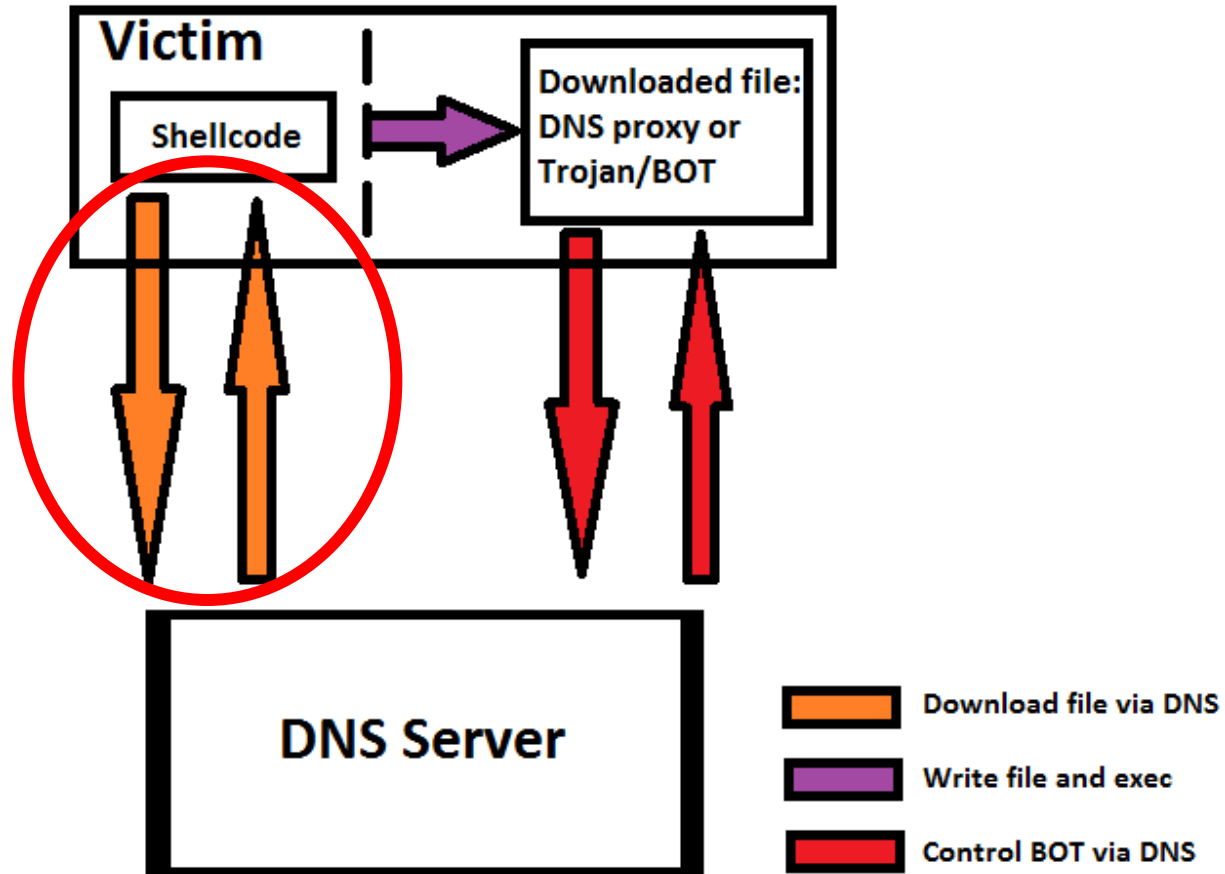 Victim
Shellcode
Downloaded file:
DNS proxy or
Trojan/BOT
DNS Server
Download file via DNS
Write file and exec
Control BOT via DNS